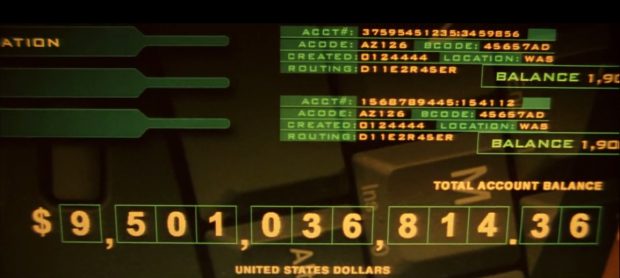 ATION
ACCT#: 37595451235:3459856
ACODE: AZ126 BCODE: 45657AD
CREATED: 0124444 LOCATION: WAS
ROUTING: D11E2R45ER
BALANCE 1,90
ACCT#: 1568789445:154112
ACODE: AZ126 BCODE: 45657AD
CREATED: 0124444 LOCATION: WAS
ROUTING: D11E2R45ER
BALANCE 1,90
TOTAL ACCOUNT BALANCE
$9,501,036,814.36
UNITED STATES DOLLARS